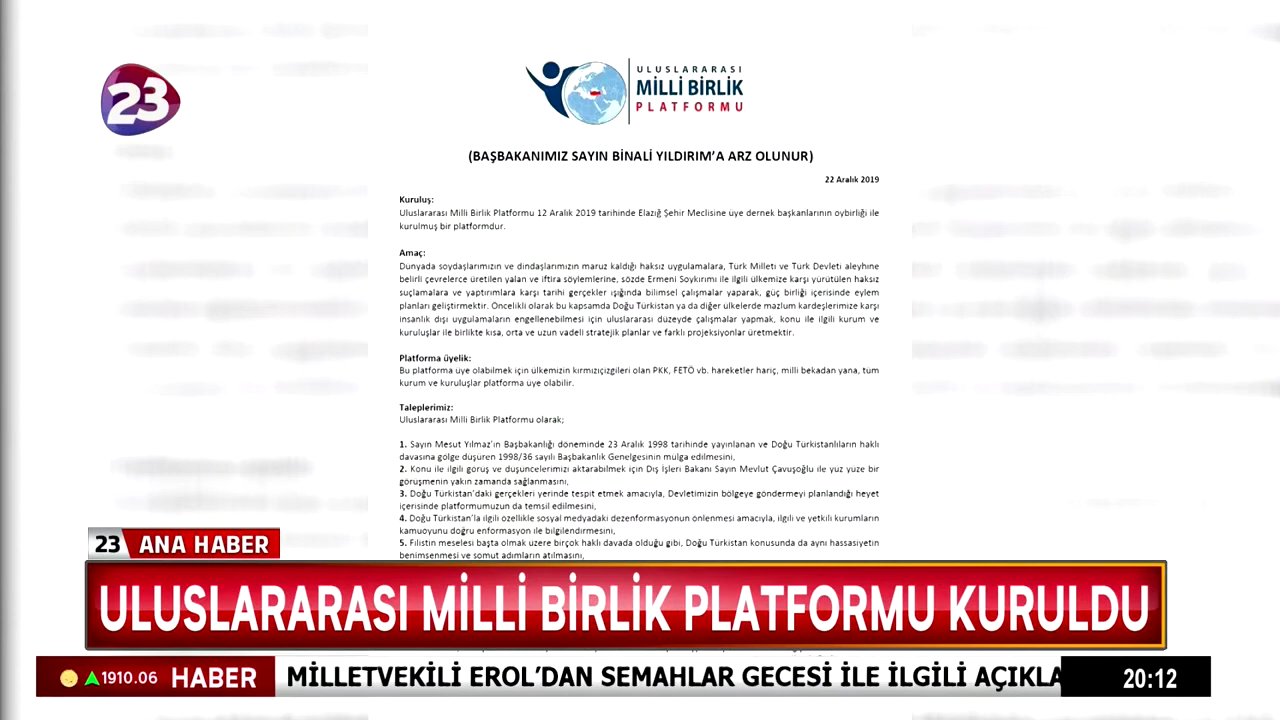 23
ULUSLARARASI
MİLLİ BİRLİK
PLATFORMU
(BAŞBAKANIMIZ SAYIN BİNALİ YILDIRIM'A ARZ OLUNUR)
22 Aralık 2019
Kuruluş:
Uluslararası Milli Birlik Platformu 12 Aralık 2019 tarihinde Elazığ Şehir Meclisine üye dernek başkanlarının oybirliği ile
kurulmuş bir platformdur.
Amaç:
Dünyada soydaşlarımızın ve dindaşlarımızın maruz kaldığı haksız uygulamalara, Türk Milleti ve Türk Devleti aleyhine
belirli çevrelerce üretilen yalan ve iftira söylemlerine, sözde Ermeni Soykırımı ile ilgili ülkemize karşı yürütülen haksız
suçlamalara ve yaptırımlara karşı tarihi gerçekler ışığında bilimsel çalışmalar yaparak, güç birliği içerisinde eylem
planları geliştirmektir. Öncelikli olarak bu kapsamda Doğu Türkistan ya da diğer ülkelerde mazlum kardeşlerimize karşı
insanlık dışı uygulamaların engellenebilmesi için uluslararası düzeyde çalışmalar yapmak, konu ile ilgili kurum ve
kuruluşlar ile birlikte kısa, orta ve uzun vadeli stratejik planlar ve farklı projeksiyonlar üretmektir.
Platforma üyelik:
Bu platforma üye olabilmek için ülkemizin kırmızıçizgileri olan PKK, FETÖ vb. hareketler hariç, milli bekadan yana, tüm
kurum ve kuruluşlar platforma üye olabilir.
Taleplerimiz:
Uluslararası Milli Birlik Platformu olarak;
1. Sayın Mesut Yılmaz'ın Başbakanlığı döneminde 23 Aralık 1998 tarihinde yayınlanan ve Doğu Türkistanlıların haklı
davasına gölge düşüren 1998/36 sayılı Başbakanlık Genelgesinin mülga edilmesini,
2. Konu ile ilgili görüş ve düşüncelerimizi aktarabilmek için Dış İşleri Bakanı Sayın Mevlut Çavuşoğlu ile yüz yüze bir
görüşmenin yakın zamanda sağlanmasını,
3. Doğu Türkistan'daki gerçekleri yerinde tespit etmek amacıyla, Devletimizin bölgeye göndermeyi planlandığı heyet
içerisinde platformumuzun da temsil edilmesini,
4. Doğu Türkistan'la ilgili özellikle sosyal medyadaki dezenformasyonun önlenmesi amacıyla, ilgili ve yetkili kurumların
kamuoyunu doğru enformasyon ile bilgilendirmesini,
5. Filistin meselesi başta olmak üzere birçok haklı davada olduğu gibi, Doğu Türkistan konusunda da aynı hassasiyetin
benimsenmesi ve somut adımların atılmasını,
23 ANA HABER
ULUSLARARASI MİLLİ BİRLİK PLATFORMU KURULDU
1910.06 HABER MİLLETVEKİLİ EROL'DAN SEMAHLAR GECESİ İLE İLGİLİ AÇIKLA 20:12